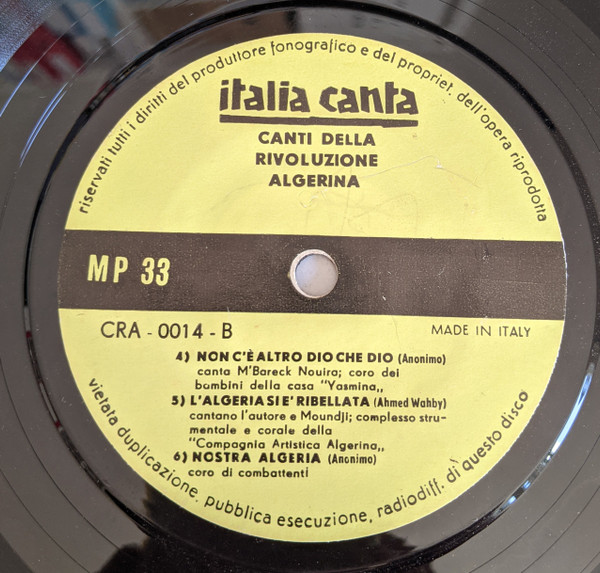 riservati tutti i diritti del produttore fonografico e del propriet. dell'opera riprodotta
italia canta
CANTI DELLA
RIVOLUZIONE
ALGERINA
MP 33
CRA - 0014 - B
MADE IN ITALY
4) NON C'È ALTRO DIO CHE DIO (Anonimo)
canta M'Bareck Nouira; coro dei
bambini della casa "Yasmina„
5) L'ALGERIA SI E' RIBELLATA (Ahmed Wahby)
cantano l'autore e Moundji; complesso stru-
mentale e corale della
"Compagnia Artistica Algerina„
6) NOSTRA ALGERIA (Anonimo)
coro di combattenti
vietata duplicazione, pubblica esecuzione, radiodiff. dì questo disco